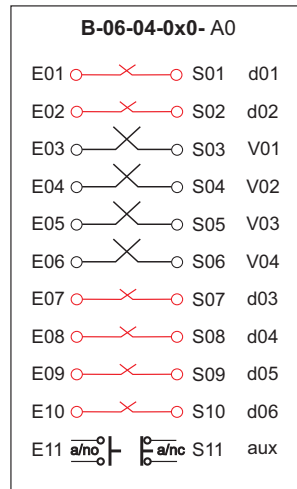 B-06-04-0x0- A0
E01 S01 d01
E02 S02 d02
E03 S03 V01
E04 S04 V02
E05 S05 V03
E06 S06 V04
E07 S07 d03
E08 S08 d04
E09 S09 d05
E10 S10 d06
E11 a/no a/nc S11 aux